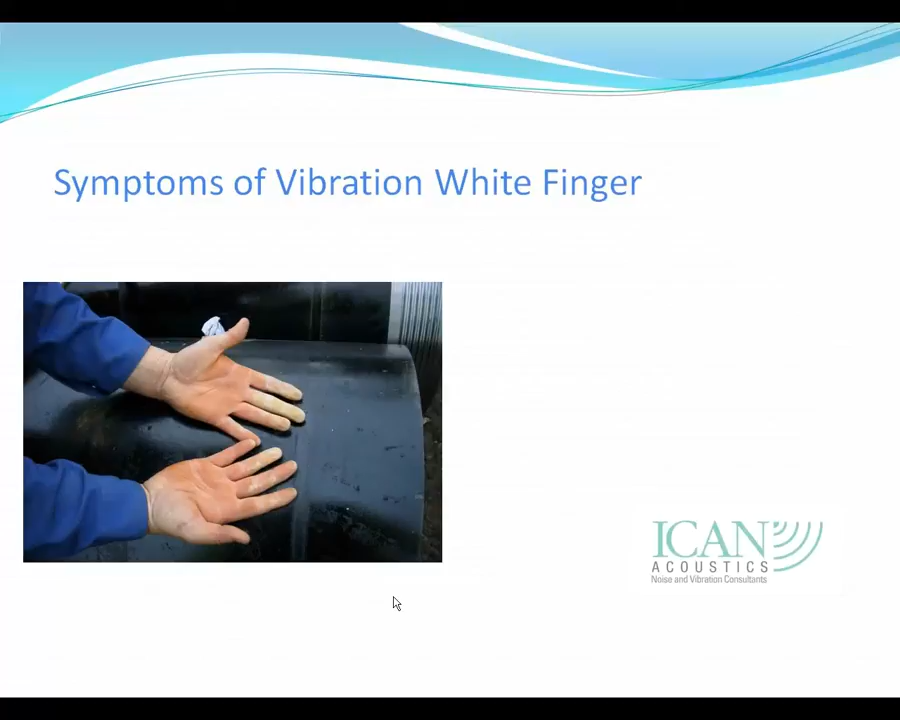 Symptoms of Vibration White Finger
ICAN
ACOUSTICS
Noise and Vibration Consultants